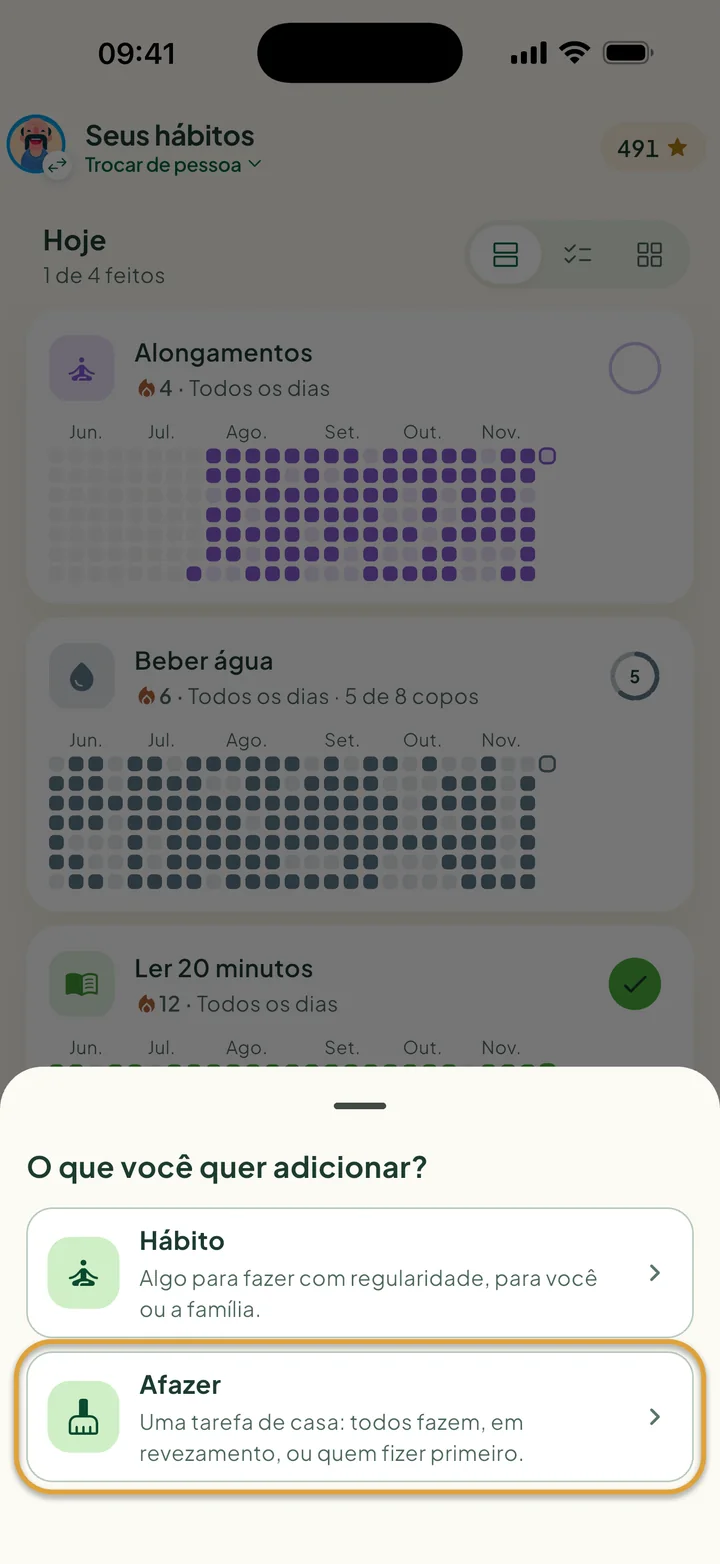 09:41
Seus hábitos
Trocar de pessoa
491
Hoje
1 de 4 feitos
Alongamentos
4 · Todos os dias
Jun. Jul. Ago. Set. Out. Nov.
Beber água
6 · Todos os dias · 5 de 8 copos
5
Jun. Jul. Ago. Set. Out. Nov.
Ler 20 minutos
12 · Todos os dias
Jun. Jul. Ago. Set. Out. Nov.
O que você quer adicionar?
Hábito
Algo para fazer com regularidade, para você
ou a família.
Afazer
Uma tarefa de casa: todos fazem, em
revezamento, ou quem fizer primeiro.